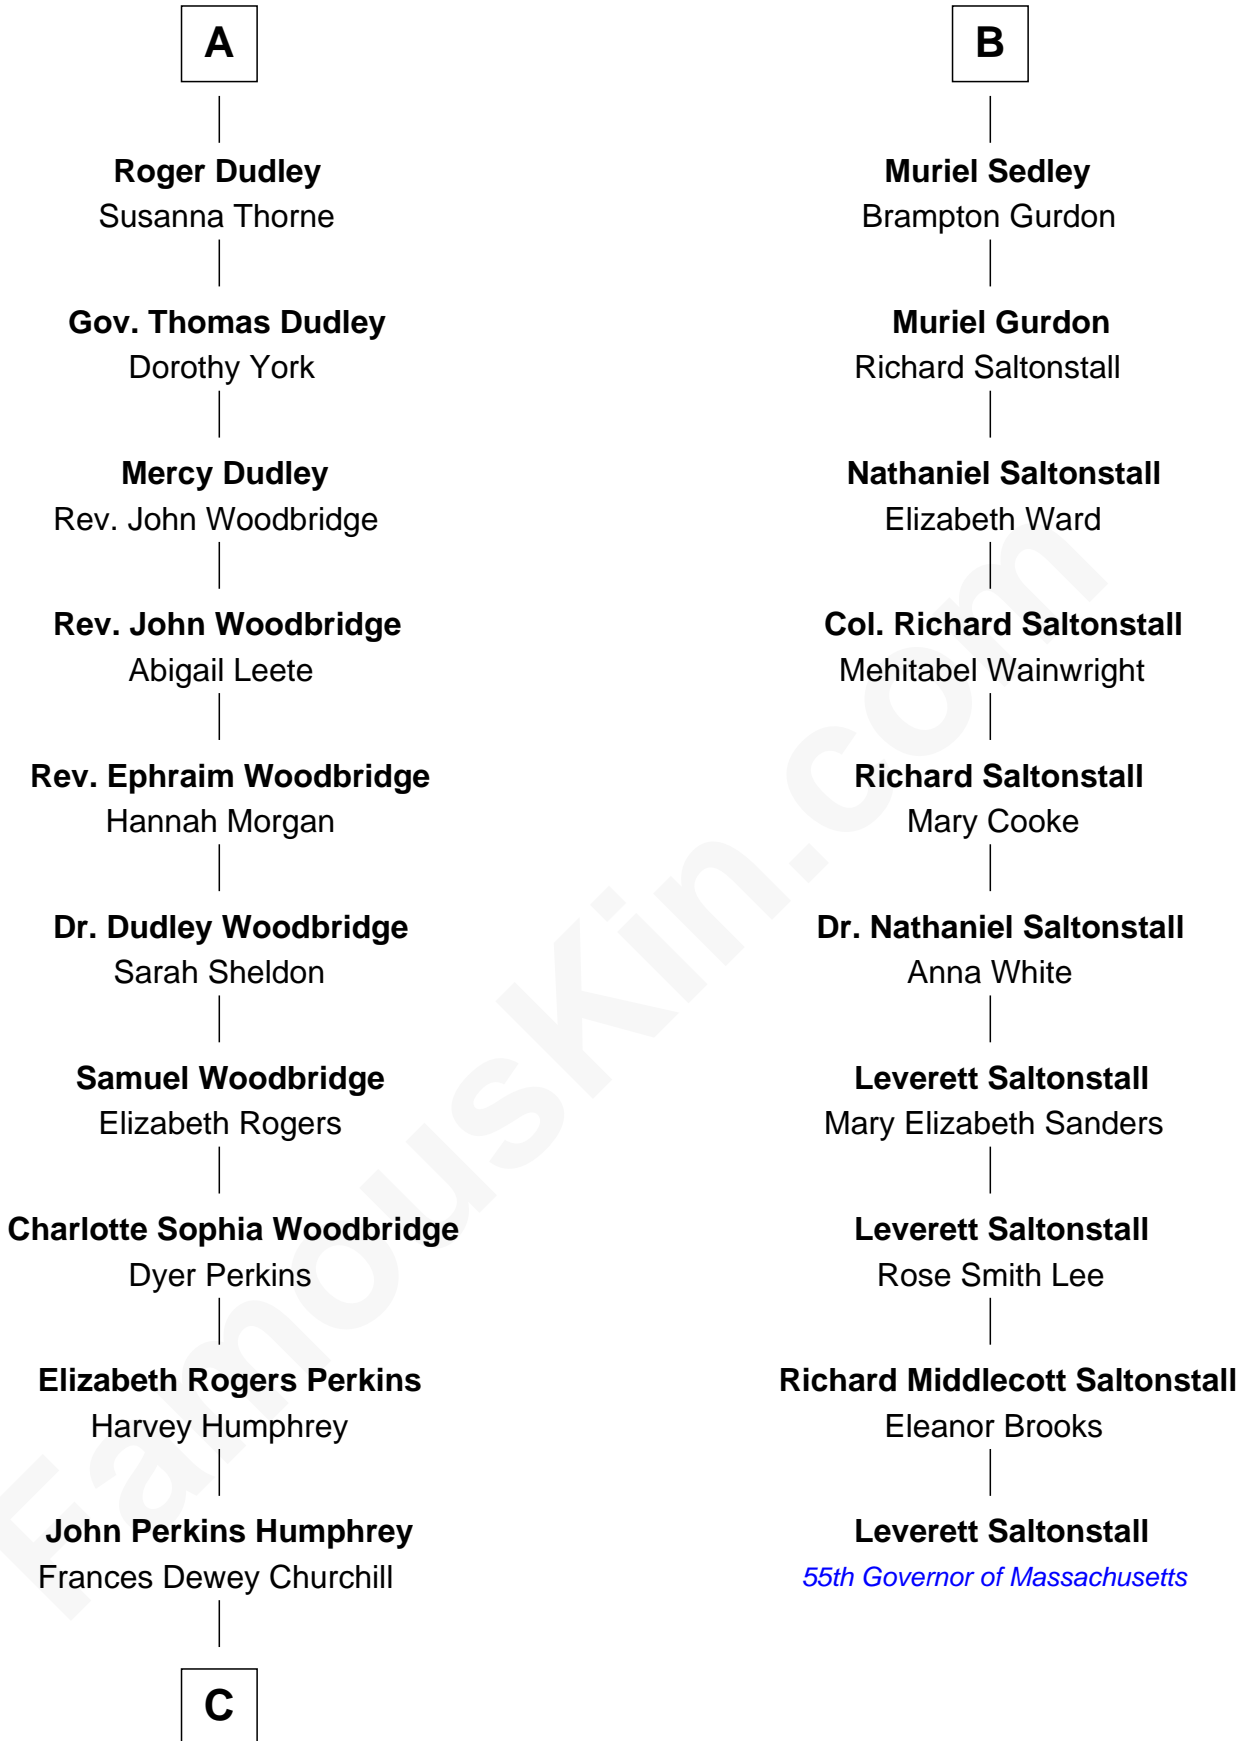 A
Roger Dudley
Susanna Thorne
Gov. Thomas Dudley
Dorothy York
Mercy Dudley
Rev. John Woodbridge
Rev. John Woodbridge
Abigail Leete
Rev. Ephraim Woodbridge
Hannah Morgan
Dr. Dudley Woodbridge
Sarah Sheldon
Samuel Woodbridge
Elizabeth Rogers
Charlotte Sophia Woodbridge
Dyer Perkins
Elizabeth Rogers Perkins
Harvey Humphrey
John Perkins Humphrey
Frances Dewey Churchill
C
B
Muriel Sedley
Brampton Gurdon
Muriel Gurdon
Richard Saltonstall
Nathaniel Saltonstall
Elizabeth Ward
Col. Richard Saltonstall
Mehitabel Wainwright
Richard Saltonstall
Mary Cooke
Dr. Nathaniel Saltonstall
Anna White
Leverett Saltonstall
Mary Elizabeth Sanders
Leverett Saltonstall
Rose Smith Lee
Richard Middlecott Saltonstall
Eleanor Brooks
Leverett Saltonstall
55th Governor of Massachusetts
FamousKin.com